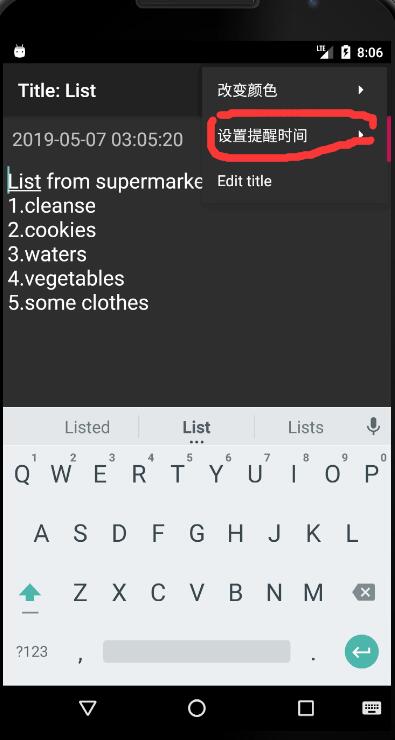 LTE 8:06
Title: List
改变颜色
2019-05-07 03:05:20
设置提醒时间
List from supermarke
Edit title
1.cleanse
2.cookies
3.waters
4.vegetables
5.some clothes
Listed List Lists
1 2 3 4 5 6 7 8 9 0
Q W E R T Y U I O P
A S D F G H J K L
Z X C V B N M
?123 , .